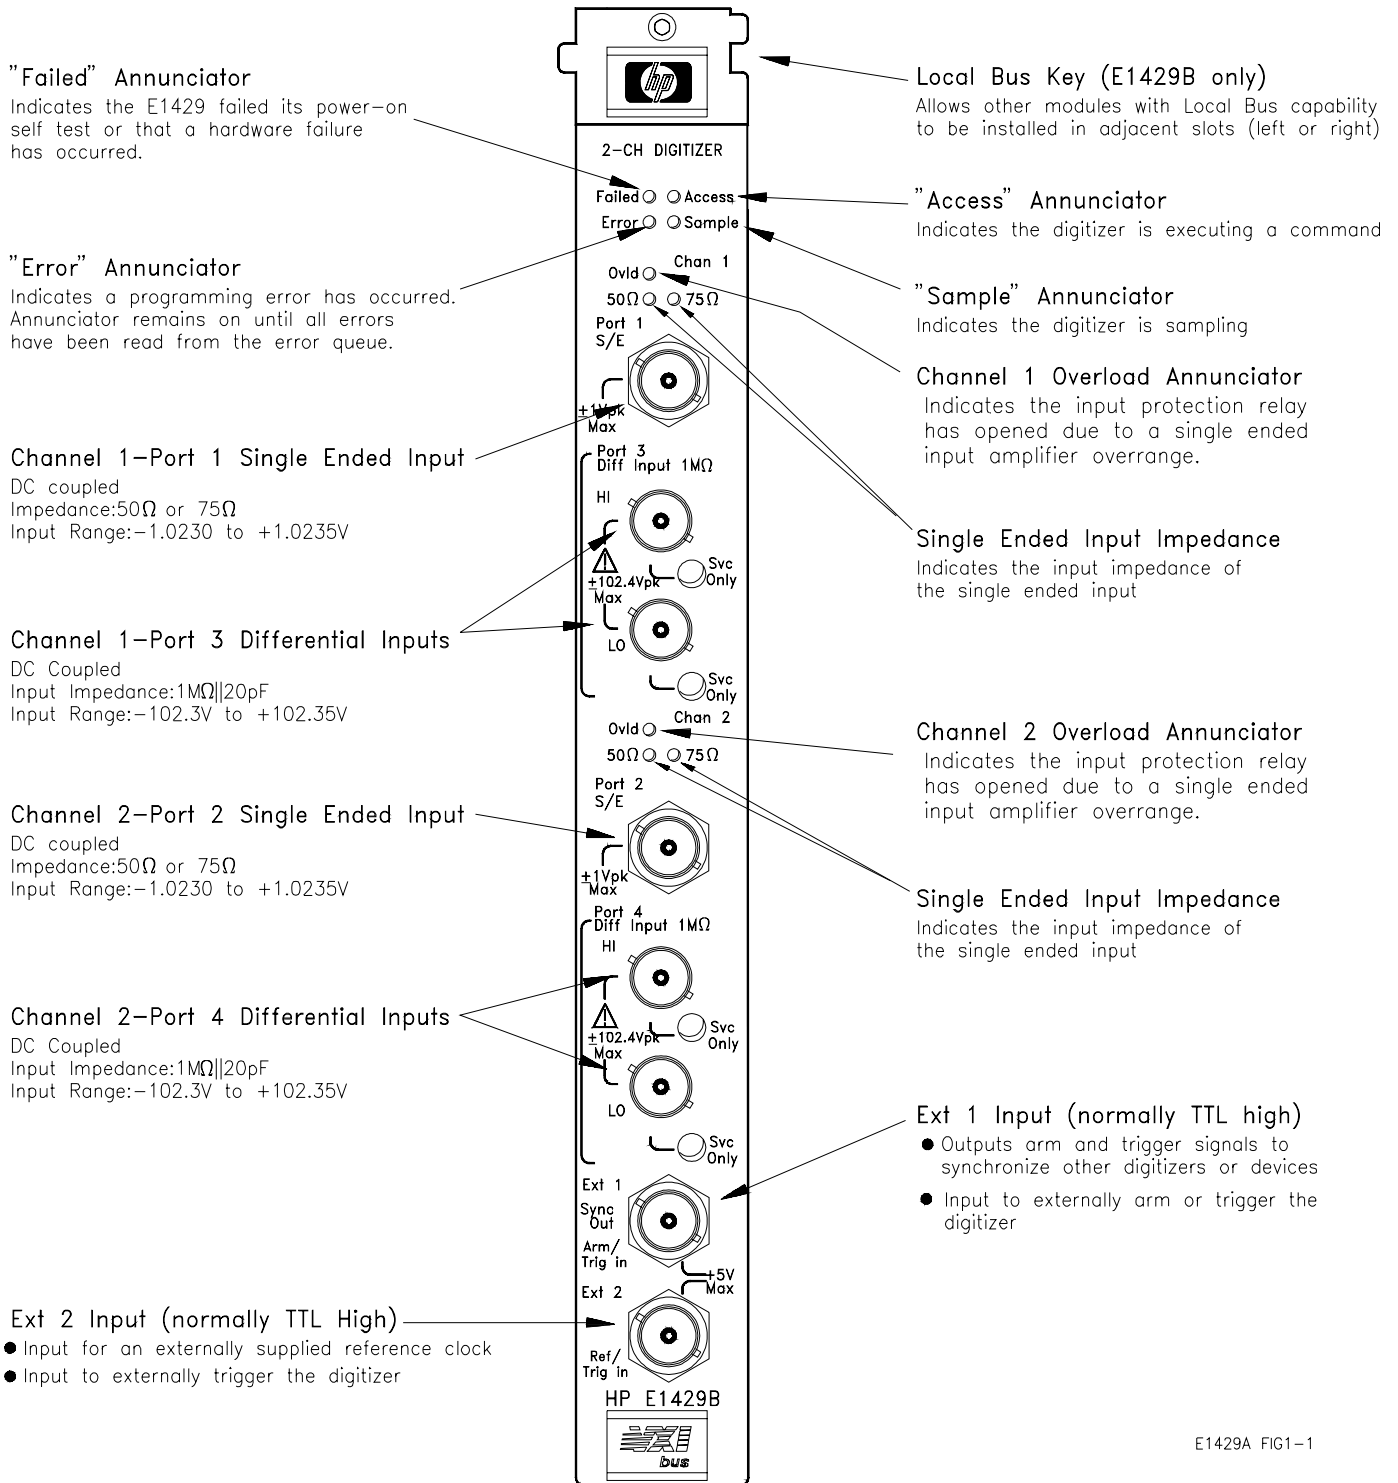 "Failed" Annunciator
Indicates the E1429 failed its power-on
self test or that a hardware failure
has occurred.
"Error" Annunciator
Indicates a programming error has occurred.
Annunciator remains on until all errors
have been read from the error queue.
Channel 1-Port 1 Single Ended Input
DC coupled
Impedance:50Ω or 75Ω
Input Range:-1.0230 to +1.0235V
Channel 1-Port 3 Differential Inputs
DC Coupled
Input Impedance:1MΩ||20pF
Input Range:-102.3V to +102.35V
Channel 2-Port 2 Single Ended Input
DC coupled
Impedance:50Ω or 75Ω
Input Range:-1.0230 to +1.0235V
Channel 2-Port 4 Differential Inputs
DC Coupled
Input Impedance:1MΩ||20pF
Input Range:-102.3V to +102.35V
Ext 2 Input (normally TTL High)
● Input for an externally supplied reference clock
● Input to externally trigger the digitizer
hp
2-CH DIGITIZER
Failed Access
Error Sample
Chan 1
Ovld
50Ω 75Ω
Port 1
S/E
±1Vpk
Max
Port 3
Diff Input 1MΩ
HI
Svc
Only
±102.4Vpk
Max
LO
Svc
Only
Chan 2
Ovld
50Ω 75Ω
Port 2
S/E
±1Vpk
Max
Port 4
Diff Input 1MΩ
HI
Svc
Only
±102.4Vpk
Max
LO
Svc
Only
Ext 1
Sync
Out
Arm/
Trig in
+5V
Max
Ext 2
Ref/
Trig in
HP E1429B
VXI
bus
Local Bus Key (E1429B only)
Allows other modules with Local Bus capability
to be installed in adjacent slots (left or right)
"Access" Annunciator
Indicates the digitizer is executing a command
"Sample" Annunciator
Indicates the digitizer is sampling
Channel 1 Overload Annunciator
Indicates the input protection relay
has opened due to a single ended
input amplifier overrange.
Single Ended Input Impedance
Indicates the input impedance of
the single ended input
Channel 2 Overload Annunciator
Indicates the input protection relay
has opened due to a single ended
input amplifier overrange.
Single Ended Input Impedance
Indicates the input impedance of
the single ended input
Ext 1 Input (normally TTL high)
● Outputs arm and trigger signals to
synchronize other digitizers or devices
● Input to externally arm or trigger the
digitizer
E1429A FIG1-1